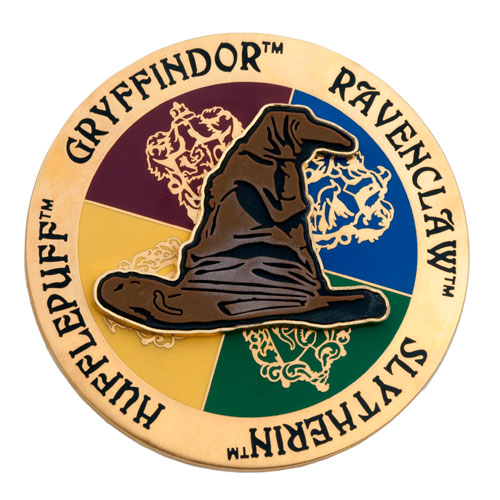 GRYFFINDOR™
RAVENCLAW™
SLYTHERIN™
HUFFLEPUFF™